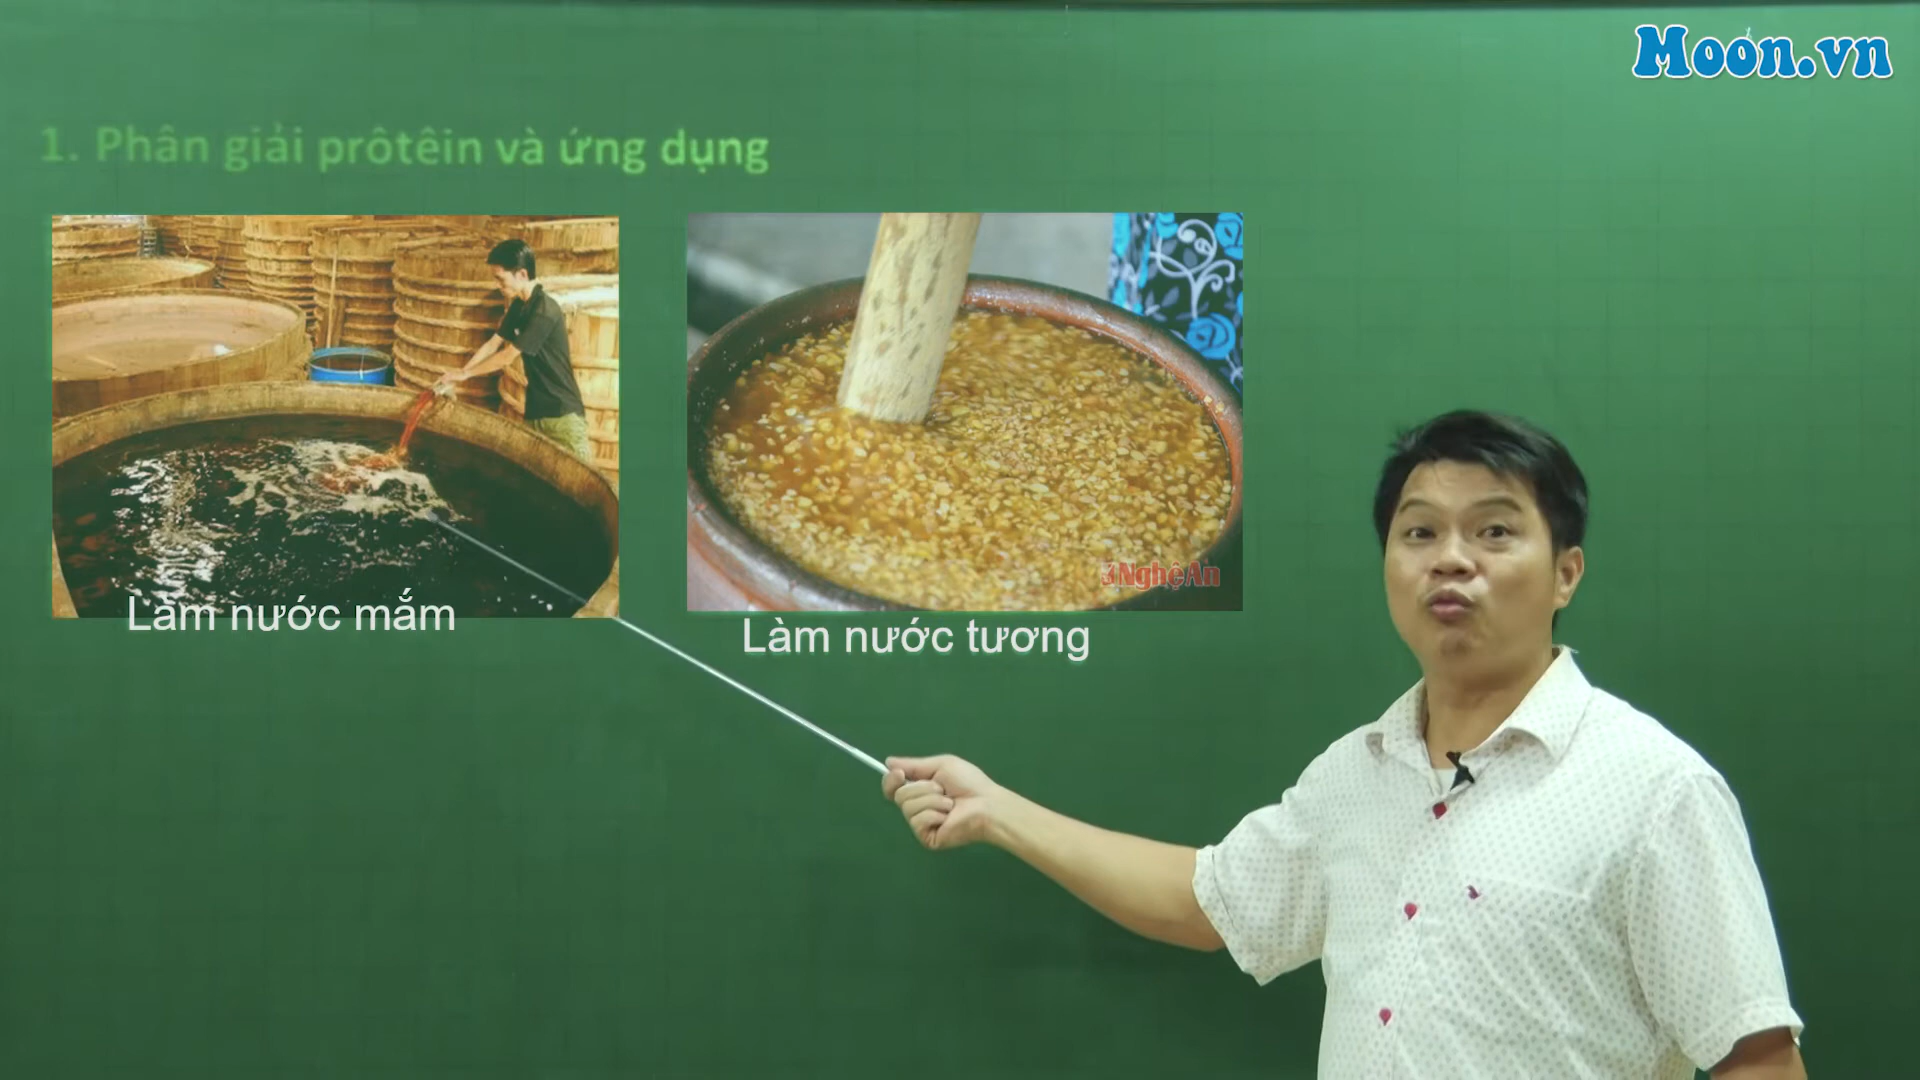 Moon.vn
1. Phân giải prôtêin và ứng dụng
NghệAn
Làm nước mắm
Làm nước tương